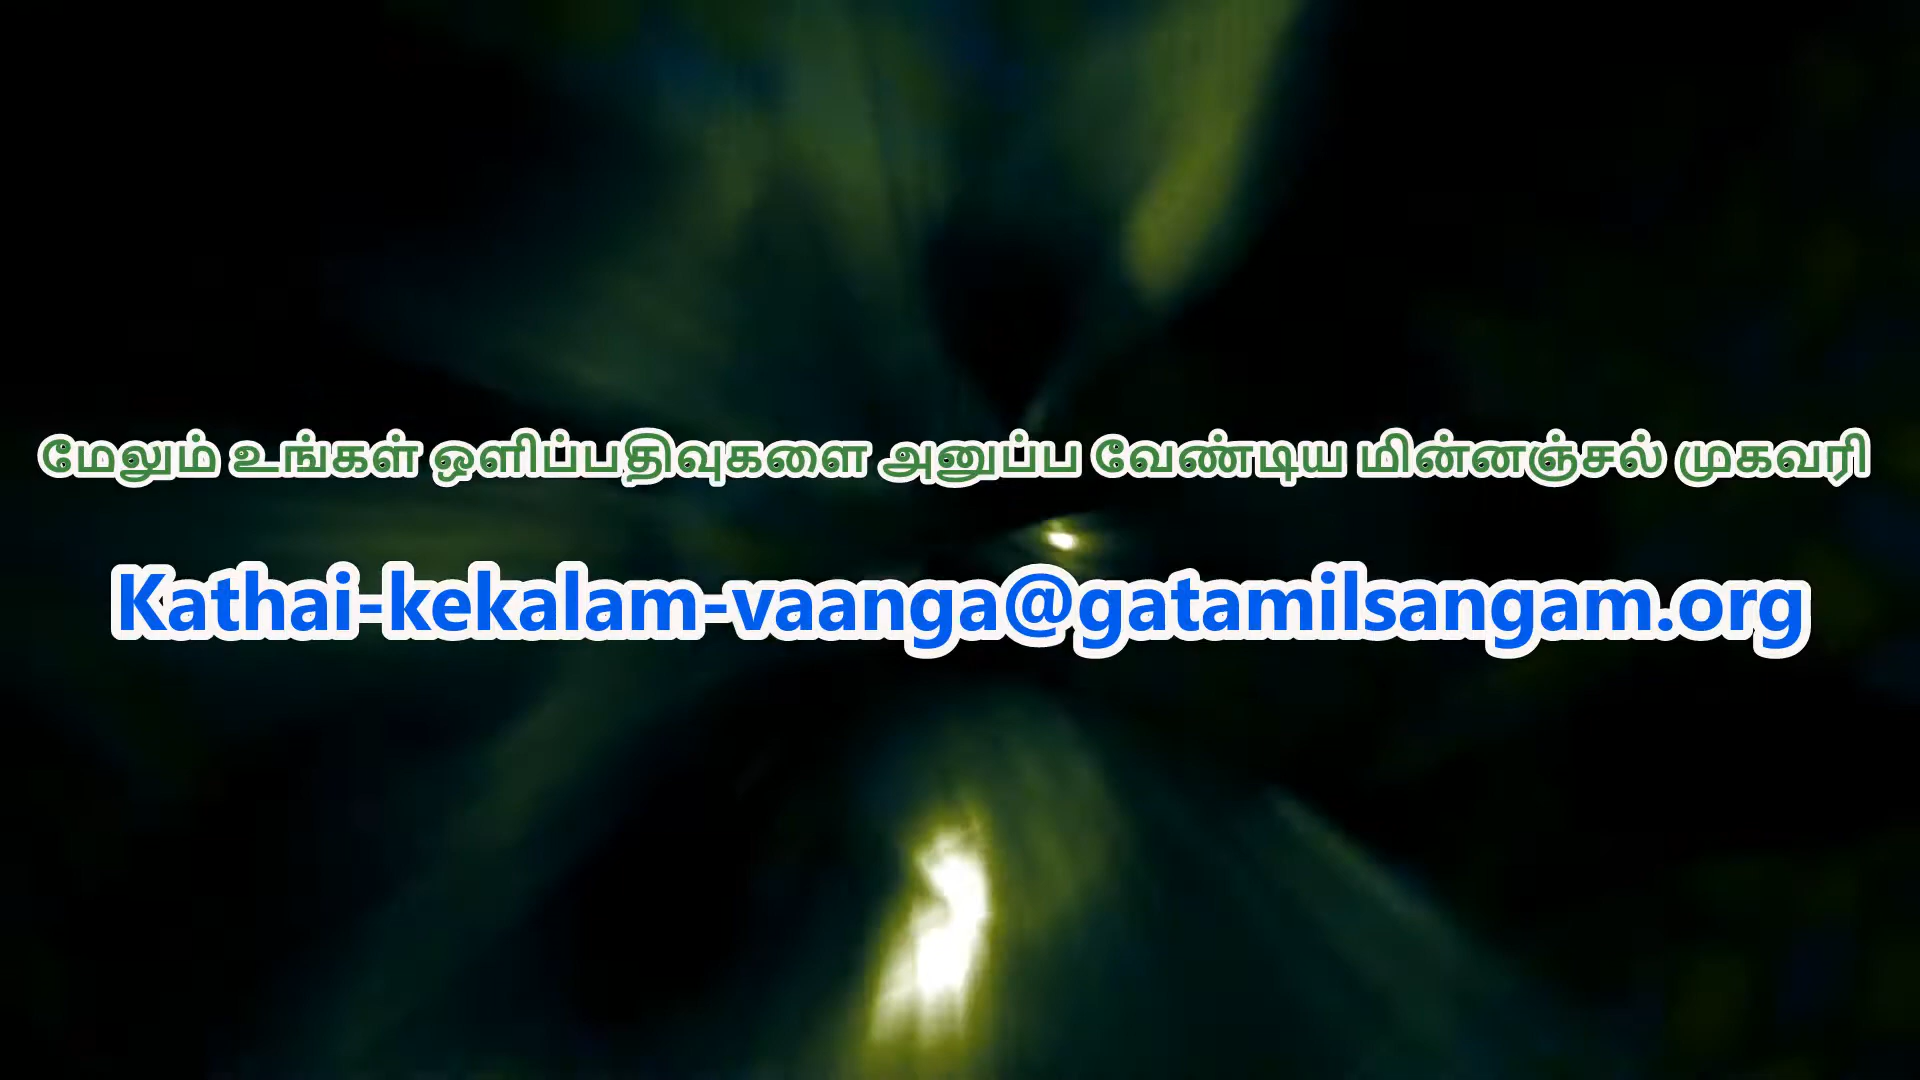 மேலும் உங்கள் ஒளிப்பதிவுகளை அனுப்ப வேண்டிய மின்னஞ்சல் முகவரி
Kathai-kekalam-vaanga@gatamilsangam.org